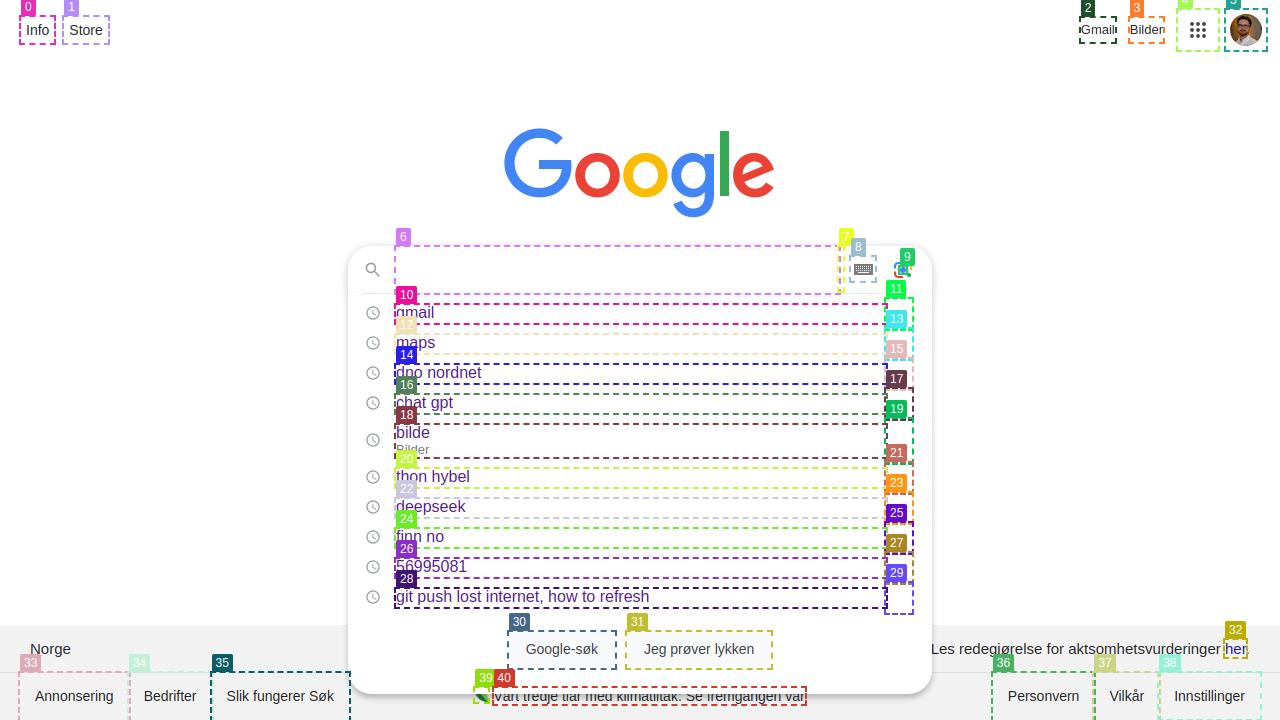 0 1 2 3 4 5
Info Store Gmail Bilder
Google
6 7 8 9
10 gmail 11
12 maps 13
14 dno nordnet 15
16 chat gpt 17
18 bilde 19
Bilder
20 thon hybel 21
22 deepseek 23
24 finn no 25
26 56995081 27
28 git push lost internet, how to refresh 29
30 31
Google-søk Jeg prøver lykken
32
Norge Les redegjørelse for aktsomhetsvurderinger her.
33 34 35 36 37 38
Annonsering Bedrifter Slik fungerer Søk Personvern Vilkår Innstillinger
39 40
Vårt tredje tiår med klimatiltak: Se fremgangen vår